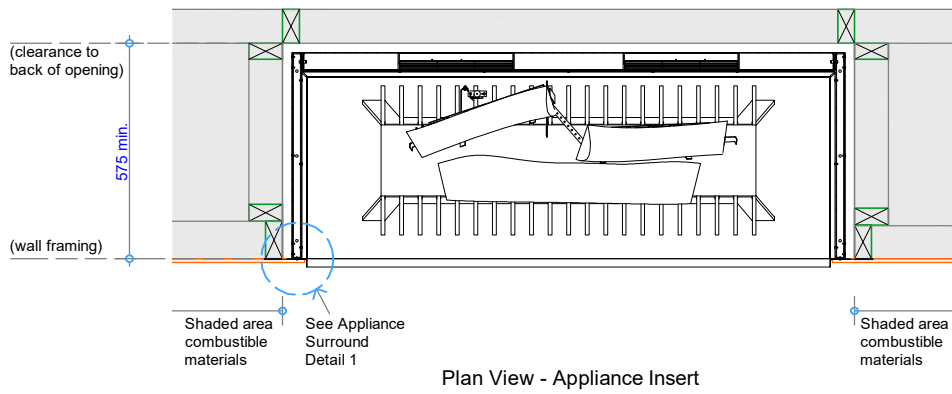 (clearance to
back of opening)
575 min.
(wall framing)
Shaded area
combustible
materials
See Appliance
Surround
Detail 1
Shaded area
combustible
materials
Plan View - Appliance Insert